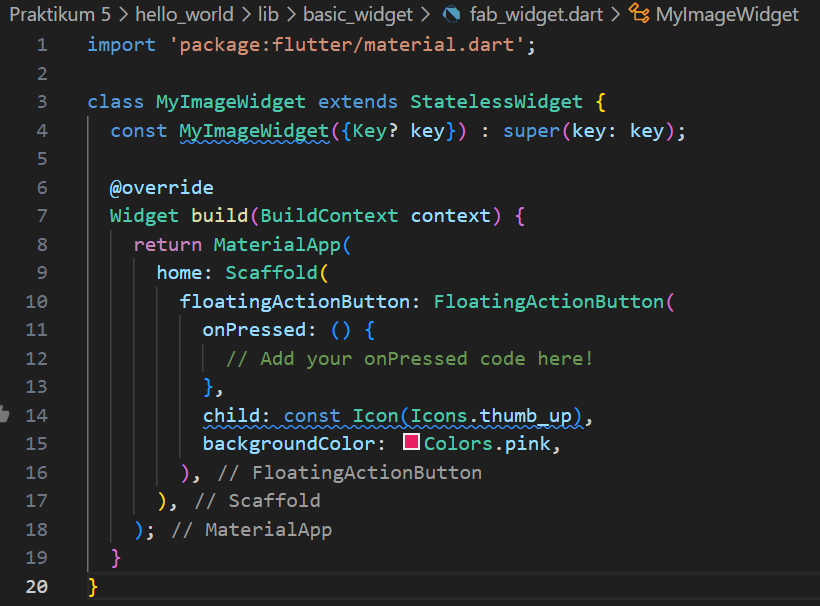 Praktikum 5 > hello_world > lib > basic_widget > fab_widget.dart > MyImageWidget
1 import 'package:flutter/material.dart';
2
3 class MyImageWidget extends StatelessWidget {
4   const MyImageWidget({Key? key}) : super(key: key);
5
6   @override
7   Widget build(BuildContext context) {
8     return MaterialApp(
9       home: Scaffold(
10         floatingActionButton: FloatingActionButton(
11           onPressed: () {
12             // Add your onPressed code here!
13           },
14           child: const Icon(Icons.thumb_up),
15           backgroundColor: Colors.pink,
16         ), // FloatingActionButton
17       ), // Scaffold
18     ); // MaterialApp
19   }
20 }